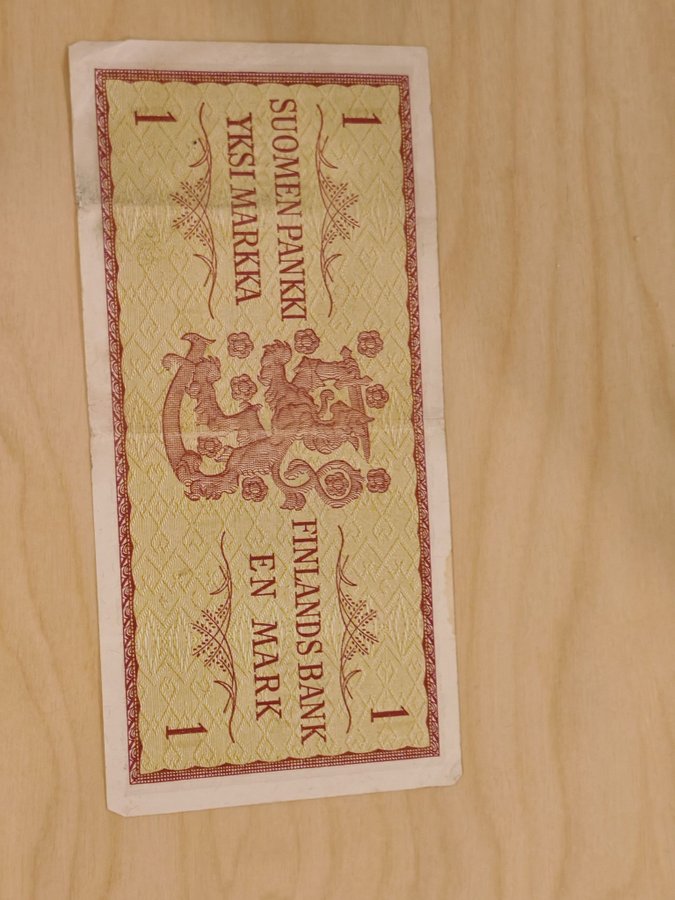 1 1
SUOMEN PANKKI
YKSI MARKKA
FINLANDS BANK
EN MARK
1 1